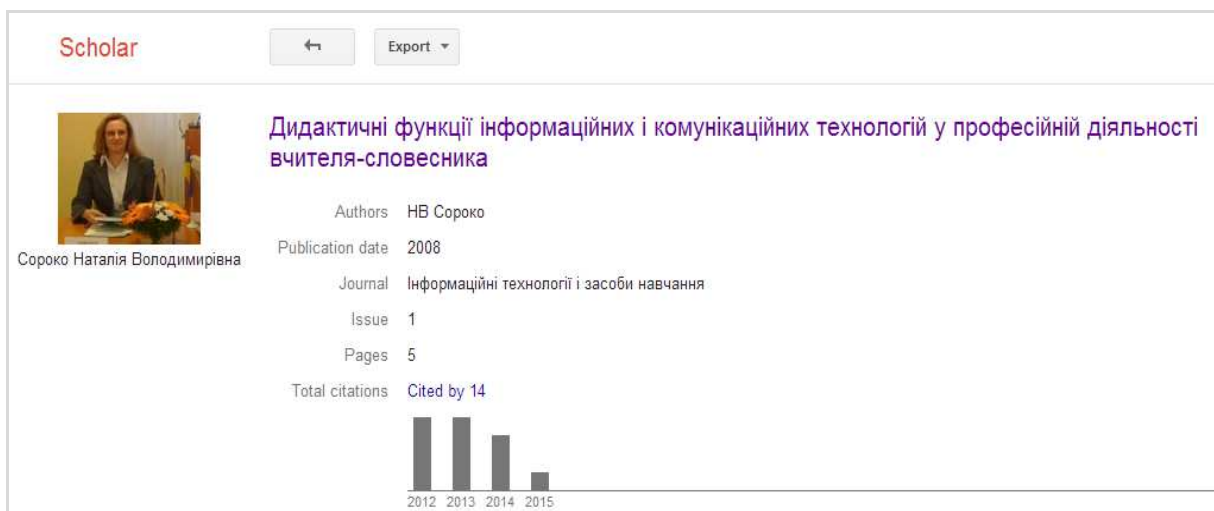 Scholar
Export
Дидактичні функції інформаційних і комунікаційних технологій у професійній діяльності
вчителя-словесника
Сороко Наталія Володимирівна
Authors НВ Сороко
Publication date 2008
Journal Інформаційні технології і засоби навчання
Issue 1
Pages 5
Total citations Cited by 14
2012 2013 2014 2015